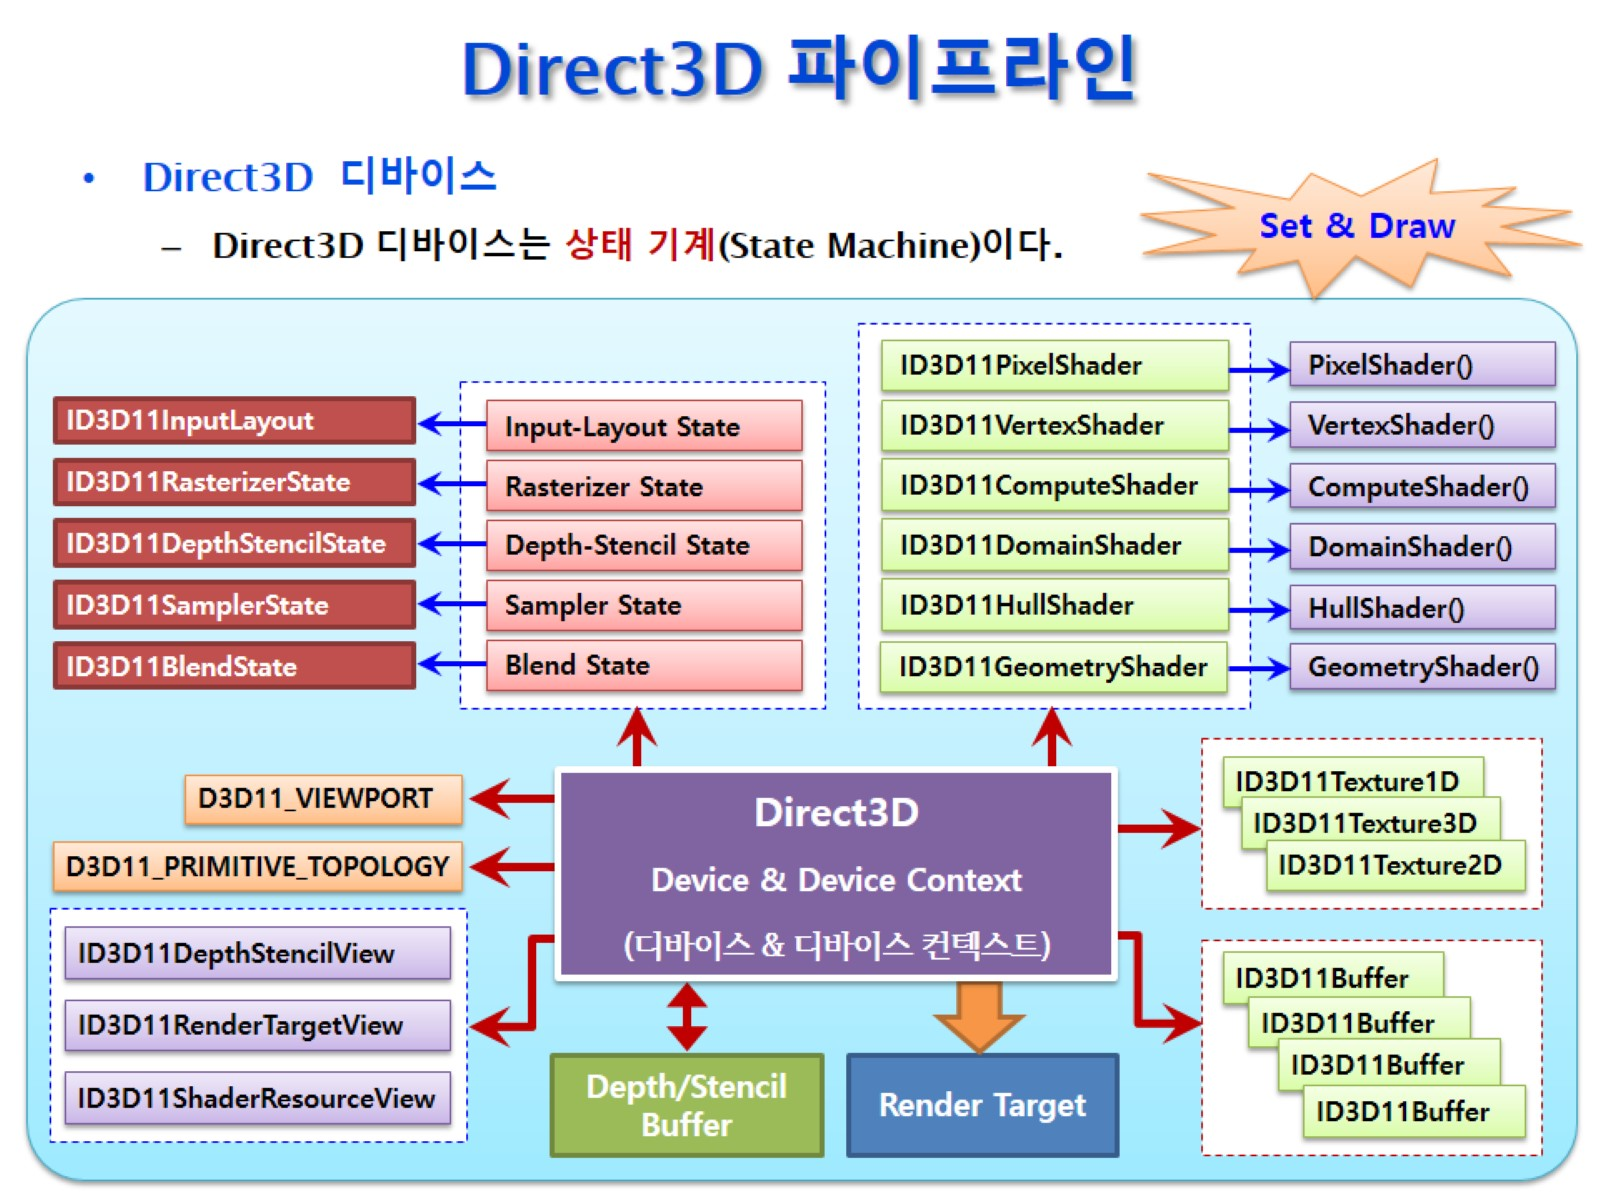 Direct3D 파이프라인
• Direct3D 디바이스
– Direct3D 디바이스는 상태 기계(State Machine)이다.
Set & Draw
ID3D11InputLayout
ID3D11RasterizerState
ID3D11DepthStencilState
ID3D11SamplerState
ID3D11BlendState
Input-Layout State
Rasterizer State
Depth-Stencil State
Sampler State
Blend State
ID3D11PixelShader
ID3D11VertexShader
ID3D11ComputeShader
ID3D11DomainShader
ID3D11HullShader
ID3D11GeometryShader
PixelShader()
VertexShader()
ComputeShader()
DomainShader()
HullShader()
GeometryShader()
D3D11_VIEWPORT
D3D11_PRIMITIVE_TOPOLOGY
ID3D11DepthStencilView
ID3D11RenderTargetView
ID3D11ShaderResourceView
Direct3D
Device & Device Context
(디바이스 & 디바이스 컨텍스트)
Depth/Stencil
Buffer
Render Target
ID3D11Texture1D
ID3D11Texture3D
ID3D11Texture2D
ID3D11Buffer
ID3D11Buffer
ID3D11Buffer
ID3D11Buffer